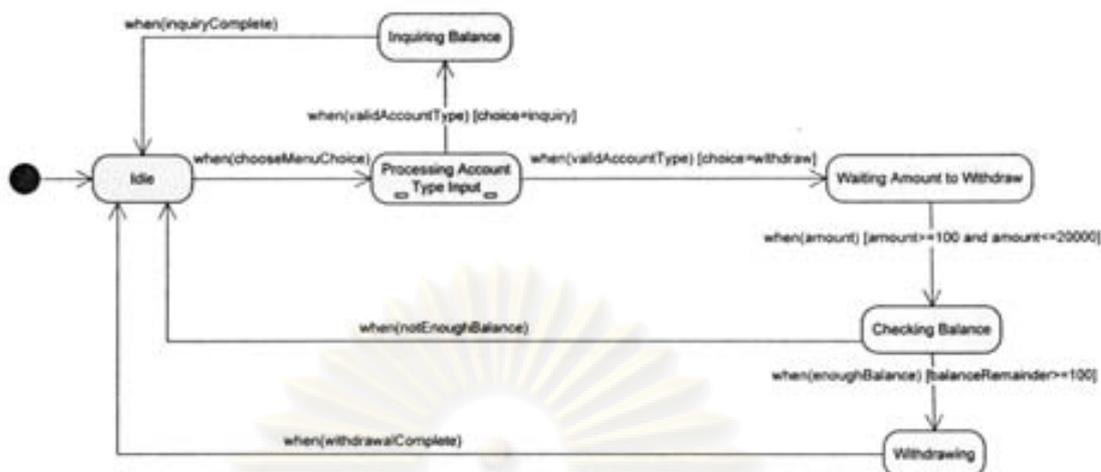 when(inquiryComplete)
Inquiring Balance
when(validAccountType) [choice=inquiry]
Idle
when(chooseMenuChoice)
Processing Account
Type Input
when(validAccountType) [choice=withdraw]
Waiting Amount to Withdraw
when(amount) [amount>=100 and amount<=20000]
when(notEnoughBalance)
Checking Balance
when(enoughBalance) [balanceRemainder>=100]
when(withdrawalComplete)
Withdrawing